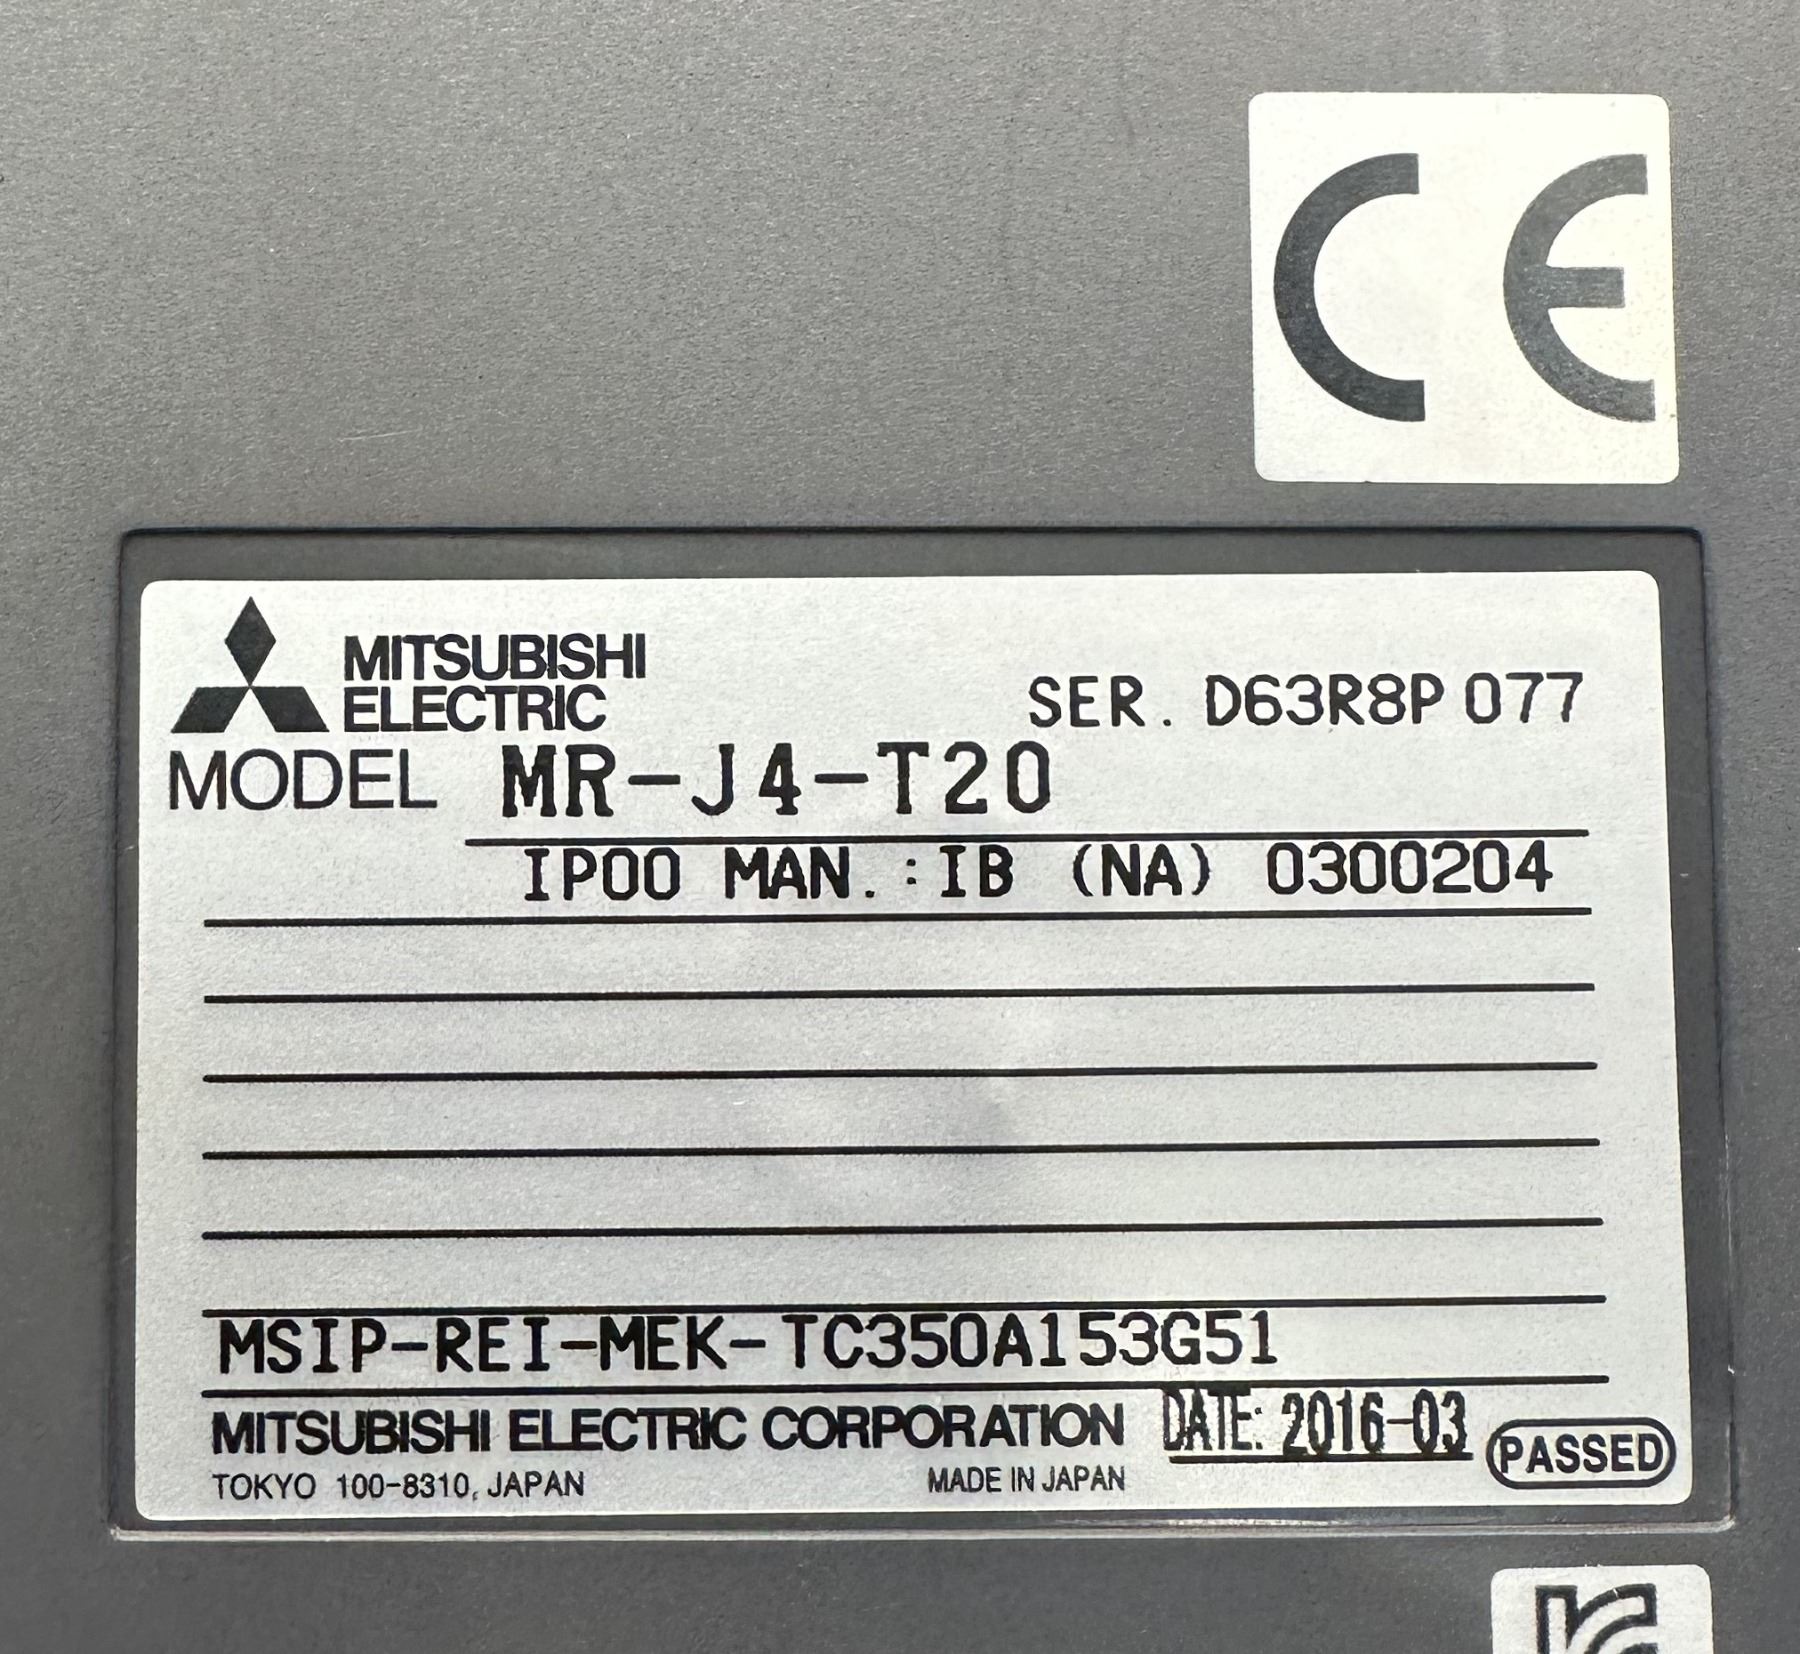 CE
MITSUBISHI
ELECTRIC
SER. D63R8P 077
MODEL MR-J4-T20
IP00 MAN.:IB (NA) 0300204
MSIP-REI-MEK-TC350A153G51
MITSUBISHI ELECTRIC CORPORATION DATE: 2016-03
TOKYO 100-8310, JAPAN MADE IN JAPAN PASSED